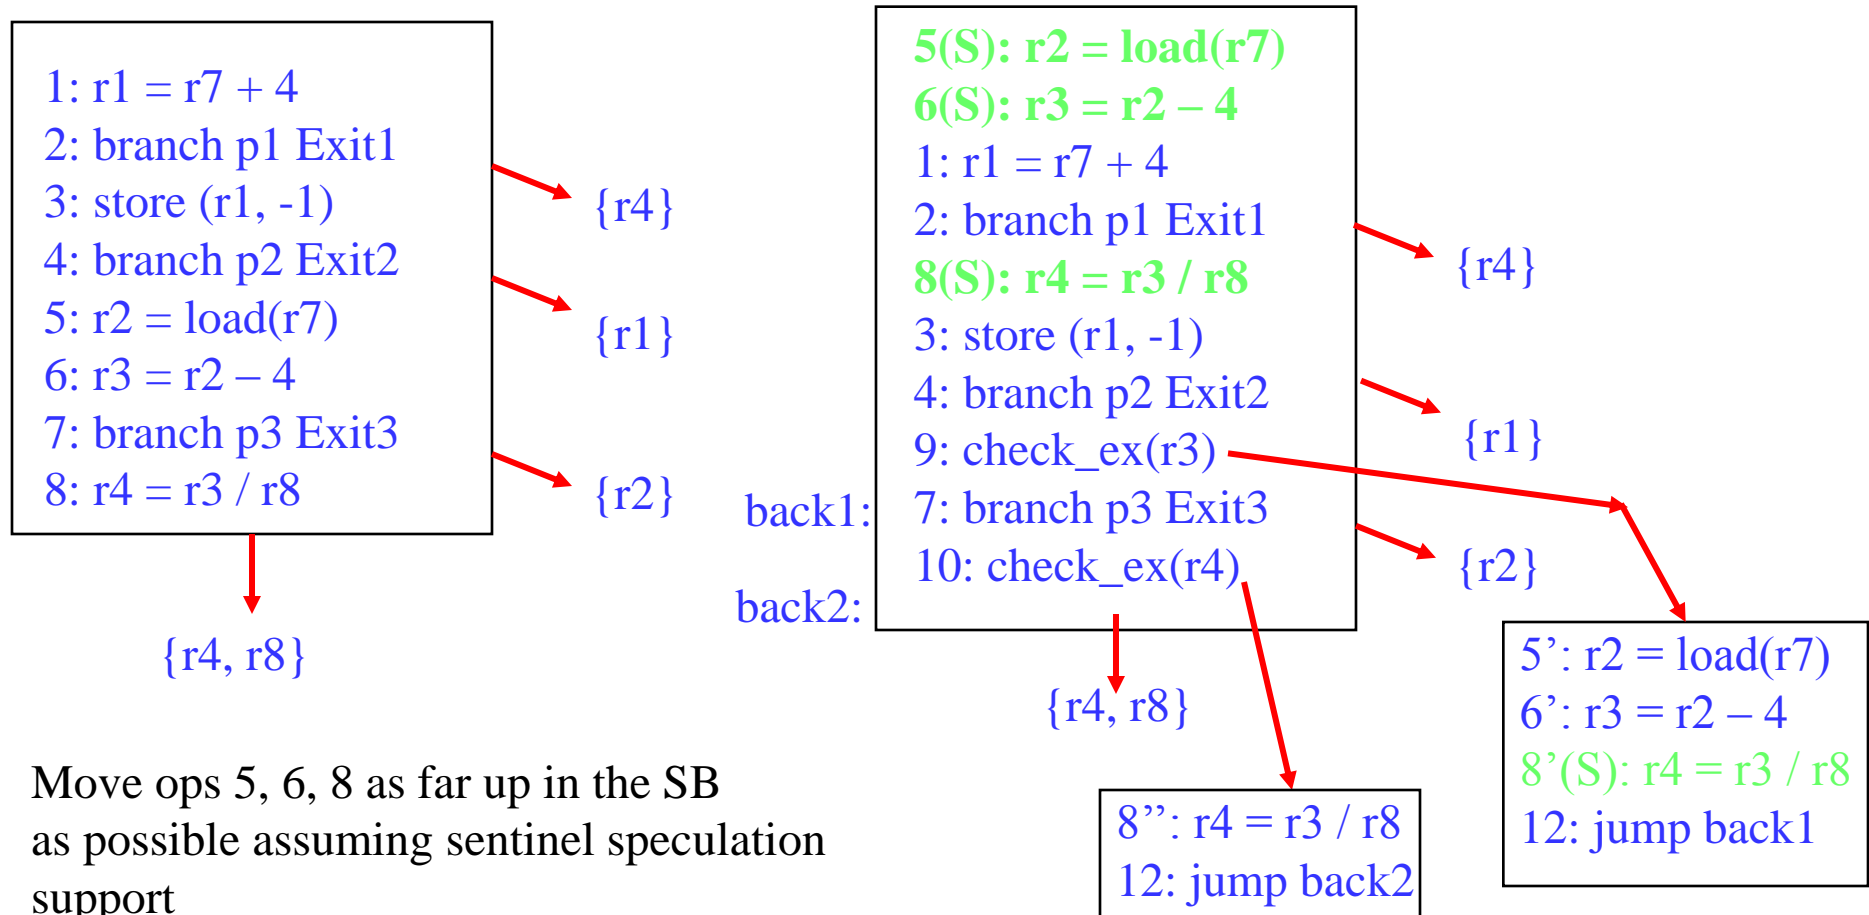 1: r1 = r7 + 4
2: branch p1 Exit1
3: store (r1, -1)
4: branch p2 Exit2
5: r2 = load(r7)
6: r3 = r2 – 4
7: branch p3 Exit3
8: r4 = r3 / r8
{r4}
{r1}
{r2}
{r4, r8}
Move ops 5, 6, 8 as far up in the SB
as possible assuming sentinel speculation
support
5(S): r2 = load(r7)
6(S): r3 = r2 – 4
1: r1 = r7 + 4
2: branch p1 Exit1
8(S): r4 = r3 / r8
3: store (r1, -1)
4: branch p2 Exit2
9: check_ex(r3)
back1: 7: branch p3 Exit3
10: check_ex(r4)
back2:
{r4}
{r1}
{r2}
{r4, r8}
8’’: r4 = r3 / r8
12: jump back2
5’: r2 = load(r7)
6’: r3 = r2 – 4
8’(S): r4 = r3 / r8
12: jump back1